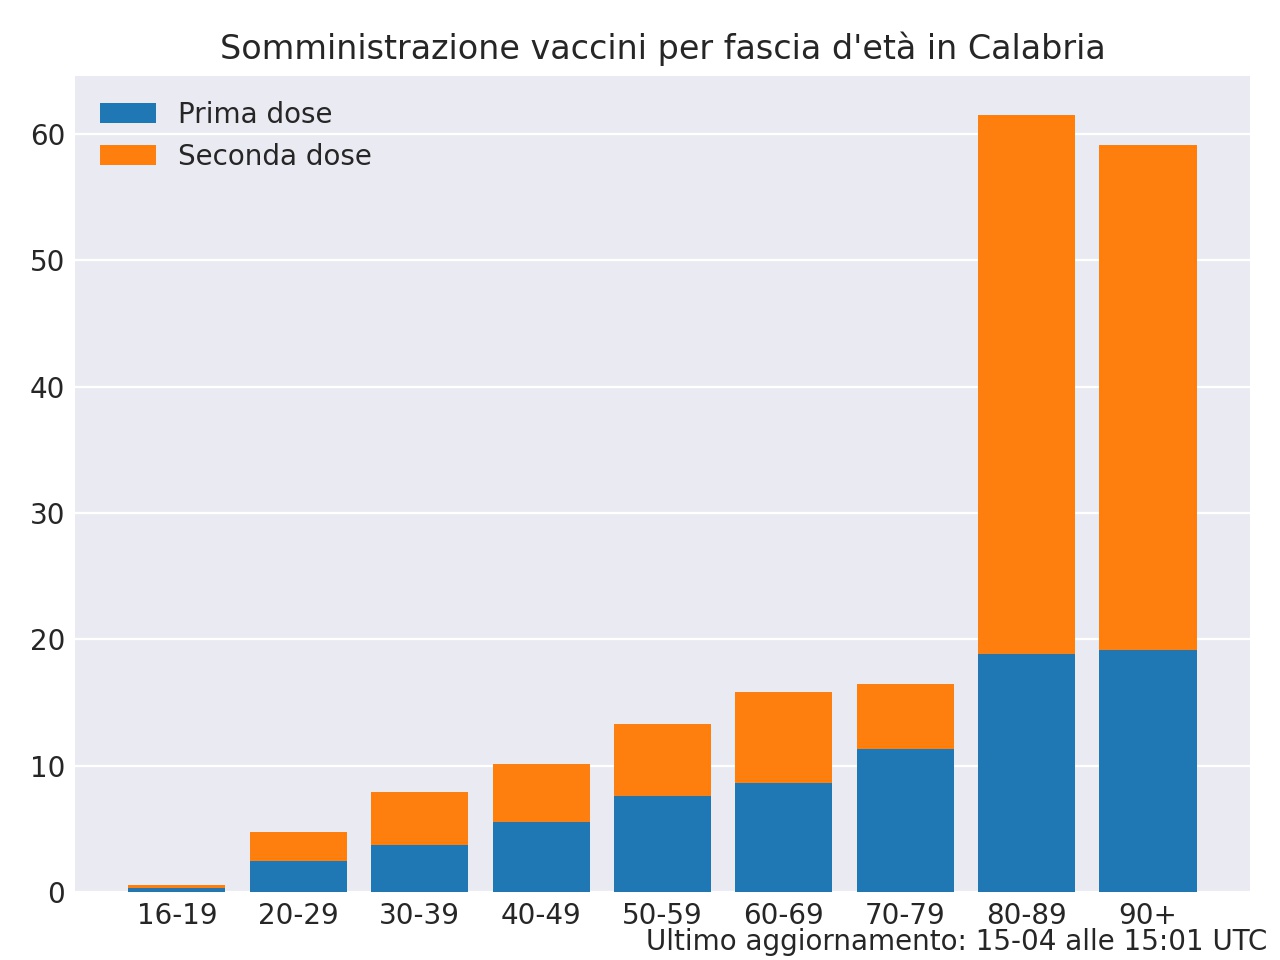 Somministrazione vaccini per fascia d'età in Calabria
Prima dose
Seconda dose
60
50
40
30
20
10
0
16-19 20-29 30-39 40-49 50-59 60-69 70-79 80-89 90+
Ultimo aggiornamento: 15-04 alle 15:01 UTC